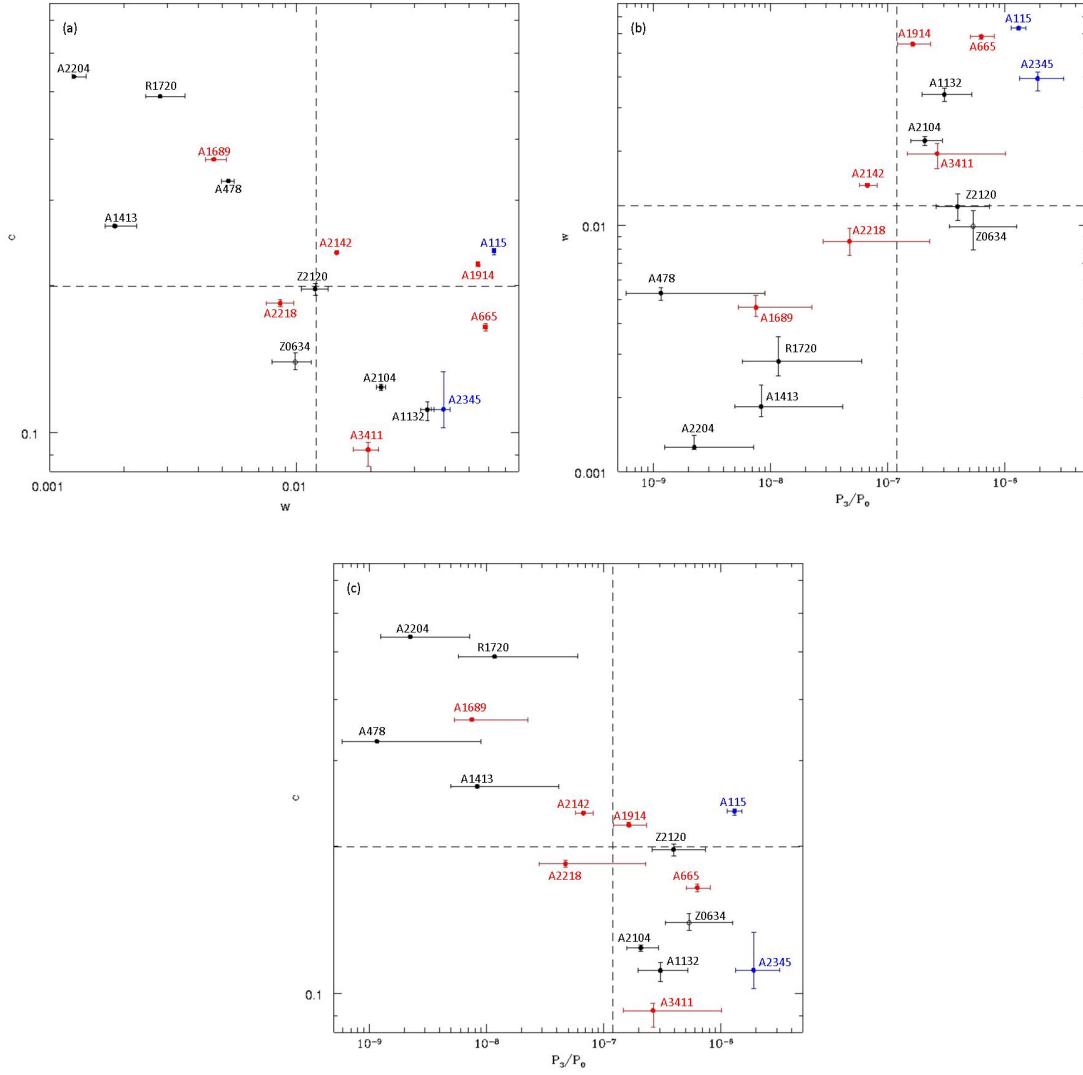 (a)
A2204
R1720
A1689
A478
A1413
A2142
A115
A1914
Z2120
A2218
A665
Z0634
A2104
A1132
A2345
A3411
c
0.1
0.001
0.01
w
(b)
A115
A1914
A665
A2345
A1132
A2104
A3411
A2142
Z2120
A2218
Z0634
A478
A1689
R1720
A1413
A2204
w
0.01
0.001
10⁻⁹
10⁻⁸
10⁻⁷
10⁻⁶
P₃/P₀
(c)
A2204
R1720
A1689
A478
A1413
A2142
A1914
A115
Z2120
A2218
A665
Z0634
A2104
A1132
A2345
A3411
c
0.1
10⁻⁹
10⁻⁸
10⁻⁷
10⁻⁶
P₃/P₀